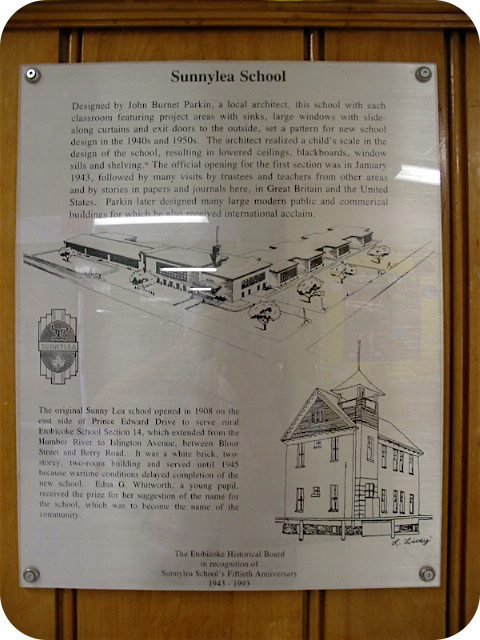 Sunnylea School
Designed by John Burnet Parkin, a local architect, this school with each
classroom featuring project areas with sinks, large windows with slide-
along curtains and exit doors to the outside, set a pattern for new school
design in the 1940s and 1950s. The architect realized a child's scale in the
design of the school, resulting in lowered ceilings, blackboards, window
sills and shelving." The official opening for the first section was in January
1943, followed by many visits by trustees and teachers from other areas
and by stories in papers and journals here, in Great Britain and the United
States. Parkin later designed many large modern public and commerical
buildings for which he also received international acclaim.
SUNNYLEA
The original Sunny Lea school opened in 1908 on the
east side of Prince Edward Drive to serve rural
Etobicoke School Section 14, which extended from the
Humber River to Islington Avenue, between Bloor
Street and Berry Road. It was a white brick, two-
storey, two-room building and served until 1945
because wartime conditions delayed completion of the
new school. Edna G. Whitworth, a young pupil,
received the prize for her suggestion of the name for
the school, which was to become the name of the
community.
The Etobicoke Historical Board
in recognition of
Sunnylea School's Fiftieth Anniversary
1943 - 1993